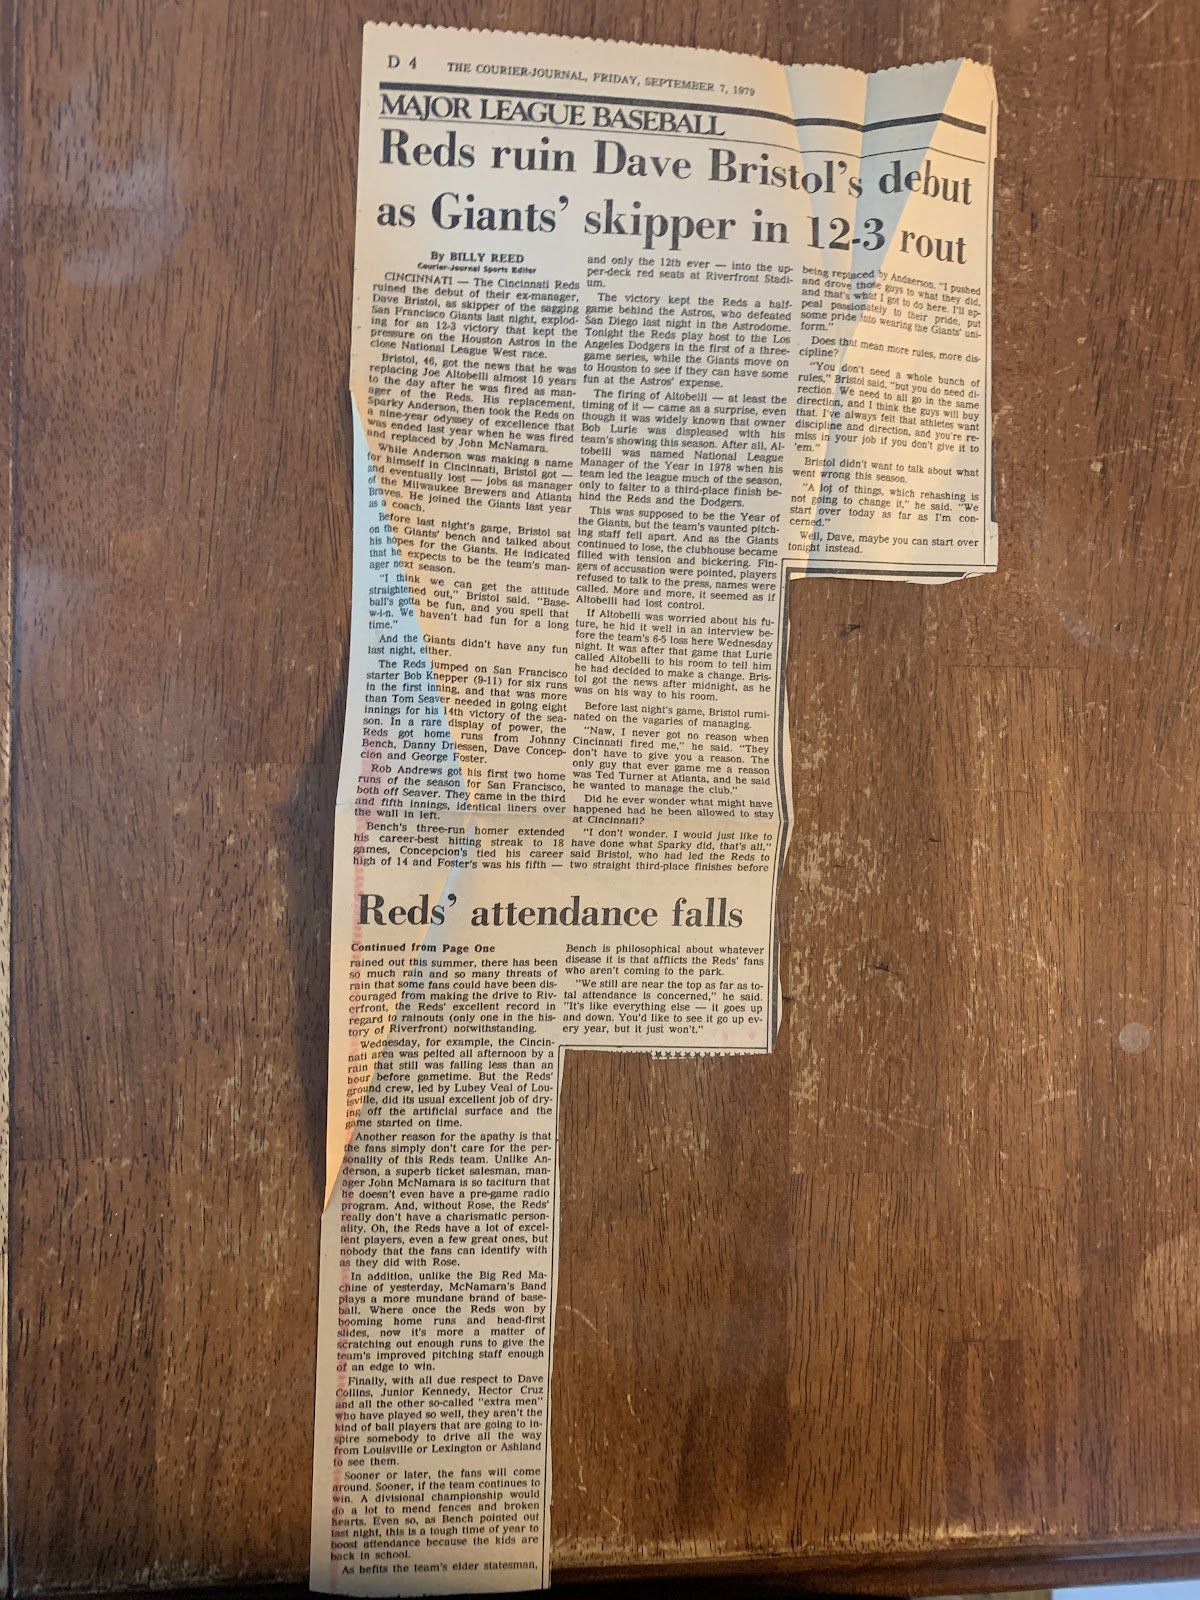 D 4 THE COURIER-JOURNAL, FRIDAY, SEPTEMBER 7, 1979
MAJOR LEAGUE BASEBALL
Reds ruin Dave Bristol's debut
as Giants' skipper in 12-3 rout
By BILLY REED
Courier-Journal Sports Editor
CINCINNATI — The Cincinnati Reds
ruined the debut of their ex-manager,
Dave Bristol, as skipper of the sagging
San Francisco Giants last night, explod-
ing for an 12-3 victory that kept the
pressure on the Houston Astros in the
close National League West race.
Bristol, 46, got the news that he was
replacing Joe Altobelli almost 10 years
to the day after he was fired as man-
ager of the Reds. His replacement,
Sparky Anderson, then took the Reds on
a nine-year odyssey of excellence that
was ended last year when he was fired
and replaced by John McNamara.
While Anderson was making a name
for himself in Cincinnati, Bristol got —
and eventually lost — jobs as manager
of the Milwaukee Brewers and Atlanta
Braves. He joined the Giants last year
as a coach.
Before last night's game, Bristol sat
on the Giants' bench and talked about
his hopes for the Giants. He indicated
that he expects to be the team's man-
ager next season.
"I think we can get the attitude
straightened out," Bristol said. "Base-
ball's gotta be fun, and you spell that
w-i-n. We haven't had fun for a long
time."
And the Giants didn't have any fun
last night, either.
The Reds jumped on San Francisco
starter Bob Knepper (9-11) for six runs
in the first inning, and that was more
than Tom Seaver needed in going eight
innings for his 14th victory of the sea-
son. In a rare display of power, the
Reds got home runs from Johnny
Bench, Danny Driessen, Dave Concep-
cion and George Foster.
Rob Andrews got his first two home
runs of the season for San Francisco,
both off Seaver. They came in the third
and fifth innings, identical liners over
the wall in left.
Bench's three-run homer extended
his career-best hitting streak to 18
games, Concepcion's tied his career
high of 14 and Foster's was his fifth —
and only the 12th ever — into the up-
per-deck red seats at Riverfront Stadi-
um.
The victory kept the Reds a half-
game behind the Astros, who defeated
San Diego last night in the Astrodome.
Tonight the Reds play host to the Los
Angeles Dodgers in the first of a three-
game series, while the Giants move on
to Houston to see if they can have some
fun at the Astros' expense.
The firing of Altobelli — at least the
timing of it — came as a surprise, even
though it was widely known that owner
Bob Lurie was displeased with his
team's showing this season. After all, Al-
tobelli was named National League
Manager of the Year in 1978 when his
team led the league much of the season,
only to falter to a third-place finish be-
hind the Reds and the Dodgers.
This was supposed to be the Year of
the Giants, but the team's vaunted pitch-
ing staff fell apart. And as the Giants
continued to lose, the clubhouse became
filled with tension and bickering. Fin-
gers of accusation were pointed, players
refused to talk to the press, names were
called. More and more, it seemed as if
Altobelli had lost control.
If Altobelli was worried about his fu-
ture, he hid it well in an interview be-
fore the team's 6-5 loss here Wednesday
night. It was after that game that Lurie
called Altobelli to his room to tell him
he had decided to make a change. Bris-
tol got the news after midnight, as he
was on his way to his room.
Before last night's game, Bristol rumi-
nated on the vagaries of managing.
"Naw, I never got no reason when
Cincinnati fired me," he said. "They
don't have to give you a reason. The
only guy that ever game me a reason
was Ted Turner at Atlanta, and he said
he wanted to manage the club."
Did he ever wonder what might have
happened had he been allowed to stay
at Cincinnati?
"I don't wonder. I would just like to
have done what Sparky did, that's all,"
said Bristol, who had led the Reds to
two straight third-place finishes before
being replaced by Andaerson. "I pushed
and drove those guys to what they did,
and that's what I got to do here. I'll ap-
peal passionately to their pride, put
some pride into wearing the Giants' uni-
form."
Does that mean more rules, more dis-
cipline?
"You don't need a whole bunch of
rules," Bristol said, "but you do need di-
rection. We need to all go in the same
direction, and I think the guys will buy
that. I've always felt that athletes want
discipline and direction, and you're re-
miss in your job if you don't give it to
'em."
Bristol didn't want to talk about what
went wrong this season.
"A lot of things, which rehashing is
not going to change it," he said. "We
start over today as far as I'm con-
cerned."
Well, Dave, maybe you can start over
tonight instead.
Reds' attendance falls
Continued from Page One
rained out this summer, there has been
so much rain and so many threats of
rain that some fans could have been dis-
couraged from making the drive to Riv-
erfront, the Reds' excellent record in
regard to rainouts (only one in the his-
tory of Riverfront) notwithstanding.
Wednesday, for example, the Cincin-
nati area was pelted all afternoon by a
rain that still was falling less than an
hour before gametime. But the Reds'
ground crew, led by Lubey Veal of Lou-
isville, did its usual excellent job of dry-
ing off the artificial surface and the
game started on time.
Another reason for the apathy is that
the fans simply don't care for the per-
sonality of this Reds team. Unlike An-
derson, a superb ticket salesman, man-
ager John McNamara is so taciturn that
he doesn't even have a pre-game radio
program. And, without Rose, the Reds'
really don't have a charismatic person-
ality. Oh, the Reds have a lot of excel-
lent players, even a few great ones, but
nobody that the fans can identify with
as they did with Rose.
In addition, unlike the Big Red Ma-
chine of yesterday, McNamara's Band
plays a more mundane brand of base-
ball. Where once the Reds won by
booming home runs and head-first
slides, now it's more a matter of
scratching out enough runs to give the
team's improved pitching staff enough
of an edge to win.
Finally, with all due respect to Dave
Collins, Junior Kennedy, Hector Cruz
and all the other so-called "extra men"
who have played so well, they aren't the
kind of ball players that are going to in-
spire somebody to drive all the way
from Louisville or Lexington or Ashland
to see them.
Sooner or later, the fans will come
around. Sooner, if the team continues to
win. A divisional championship would
do a lot to mend fences and broken
hearts. Even so, as Bench pointed out
last night, this is a tough time of year to
boost attendance because the kids are
back in school.
As befits the team's elder statesman,
Bench is philosophical about whatever
disease it is that afflicts the Reds' fans
who aren't coming to the park.
"We still are near the top as far as to-
tal attendance is concerned," he said.
"It's like everything else — it goes up
and down. You'd like to see it go up ev-
ery year, but it just won't."